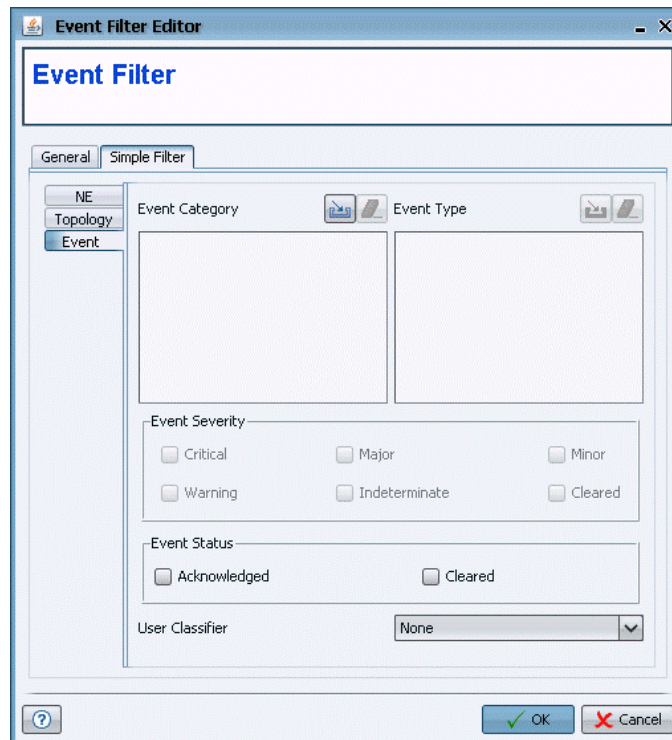 Event Filter Editor
Event Filter
General Simple Filter
NE
Topology
Event
Event Category Event Type
Event Severity
Critical Major Minor
Warning Indeterminate Cleared
Event Status
Acknowledged Cleared
User Classifier None
? OK Cancel